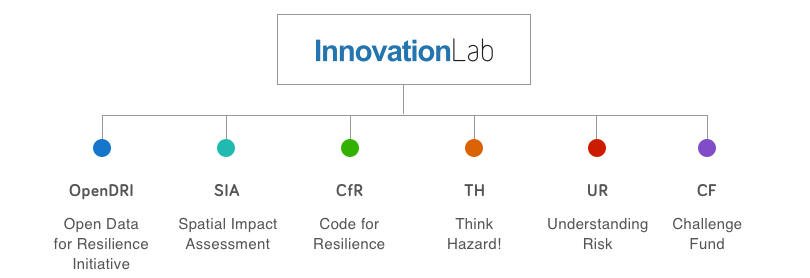 InnovationLab
OpenDRI
Open Data
for Resilience
Initiative
SIA
Spatial Impact
Assessment
CfR
Code for
Resilience
TH
Think
Hazard!
UR
Understanding
Risk
CF
Challenge
Fund